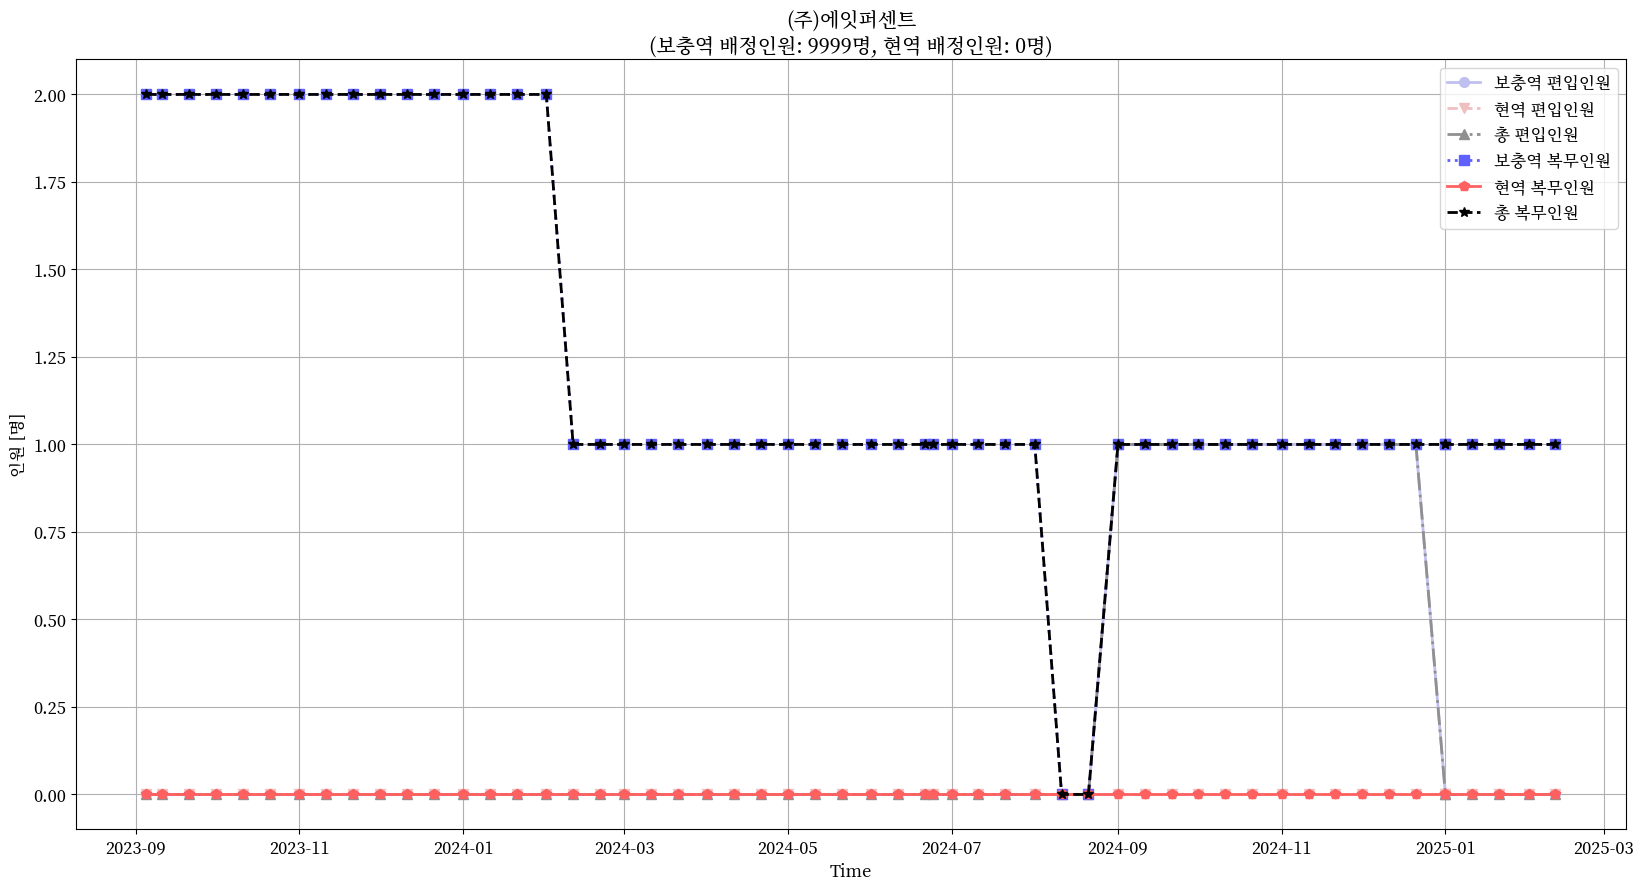 (주)에잇퍼센트
(보충역 배정인원: 9999명, 현역 배정인원: 0명)
보충역 편입인원
현역 편입인원
총 편입인원
보충역 복무인원
현역 복무인원
총 복무인원
인원 [명]
2.00
1.75
1.50
1.25
1.00
0.75
0.50
0.25
0.00
2023-09 2023-11 2024-01 2024-03 2024-05 2024-07 2024-09 2024-11 2025-01 2025-03
Time